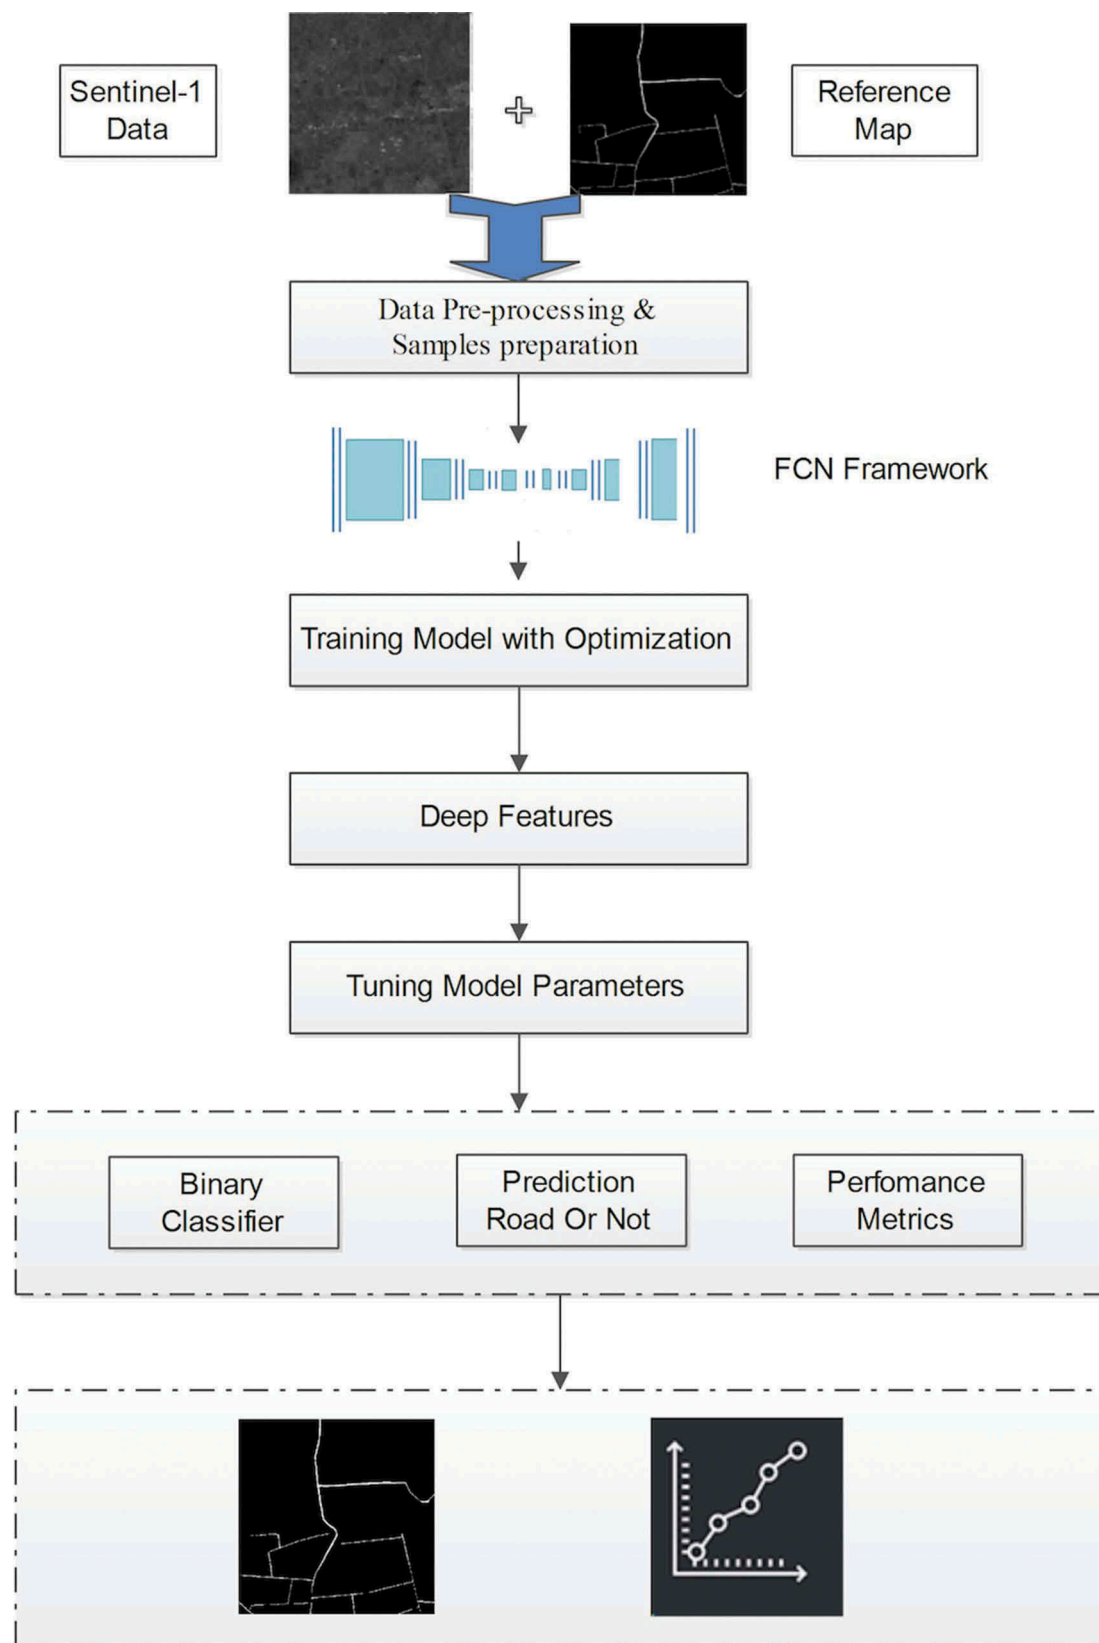 Sentinel-1
Data
Reference
Map
Data Pre-processing &
Samples preparation
FCN Framework
Training Model with Optimization
Deep Features
Tuning Model Parameters
Binary
Classifier
Prediction
Road Or Not
Perfomance
Metrics